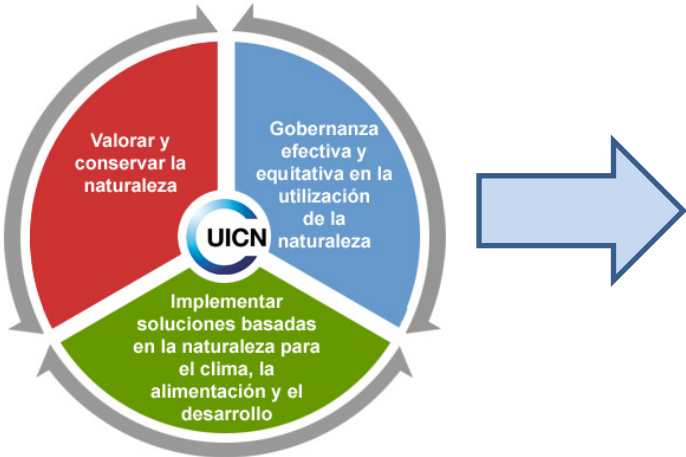 Valorar y
conservar la
naturaleza
Gobernanza
efectiva y
equitativa en la
utilización
de la
naturaleza
UICN
Implementar
soluciones basadas
en la naturaleza para
el clima, la
alimentación y el
desarrollo